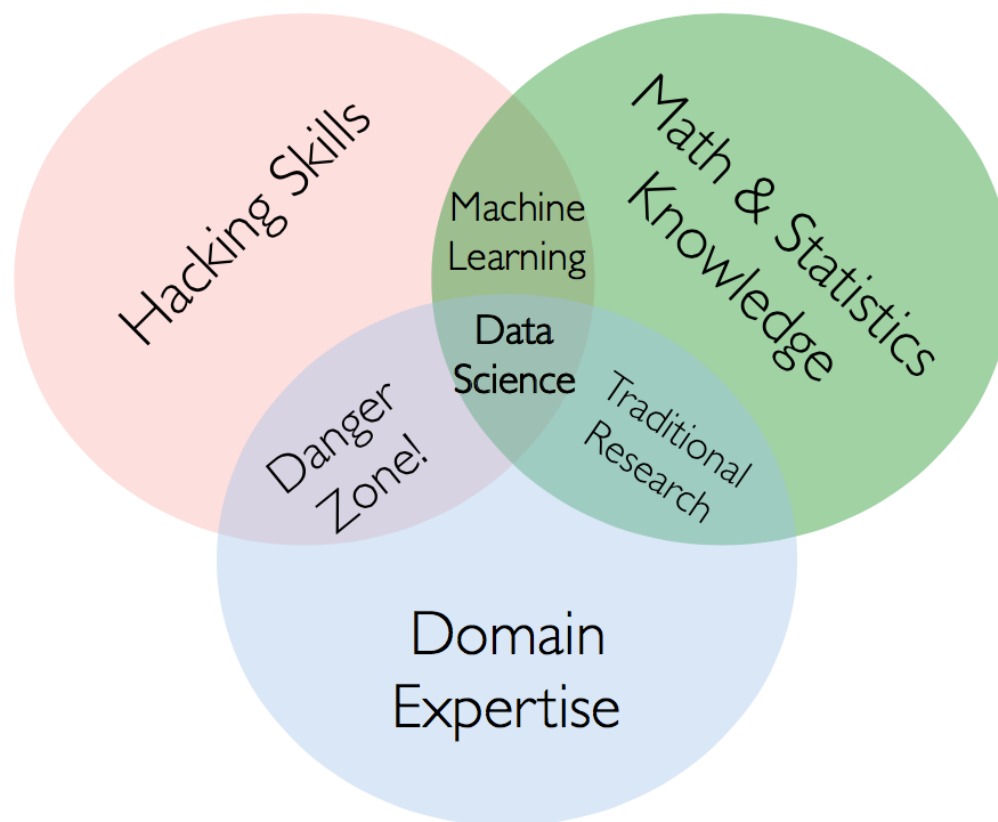 Hacking Skills
Math & Statistics
Knowledge
Machine
Learning
Data
Science
Danger
Zone!
Traditional
Research
Domain
Expertise